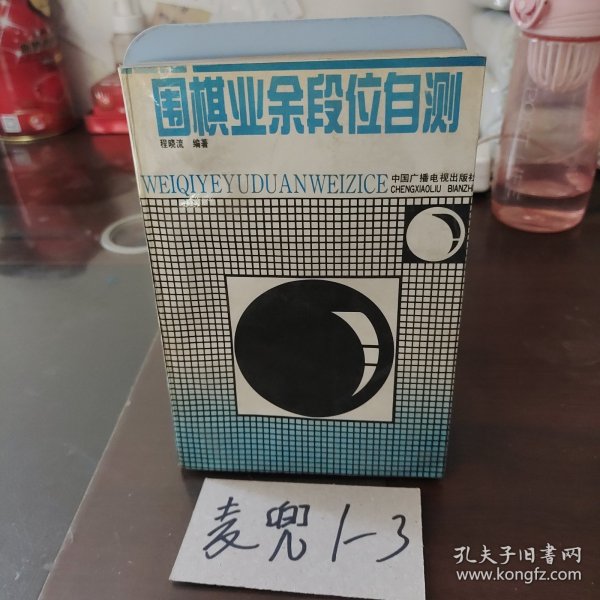 围棋业余段位自测
程晓流 编著
WEIQIYEYUDUANWEIZICE
中国广播电视出版社
CHENGXIAOLIU BIANZH
麦兜1-3
孔夫子旧书网
www.kongfz.com